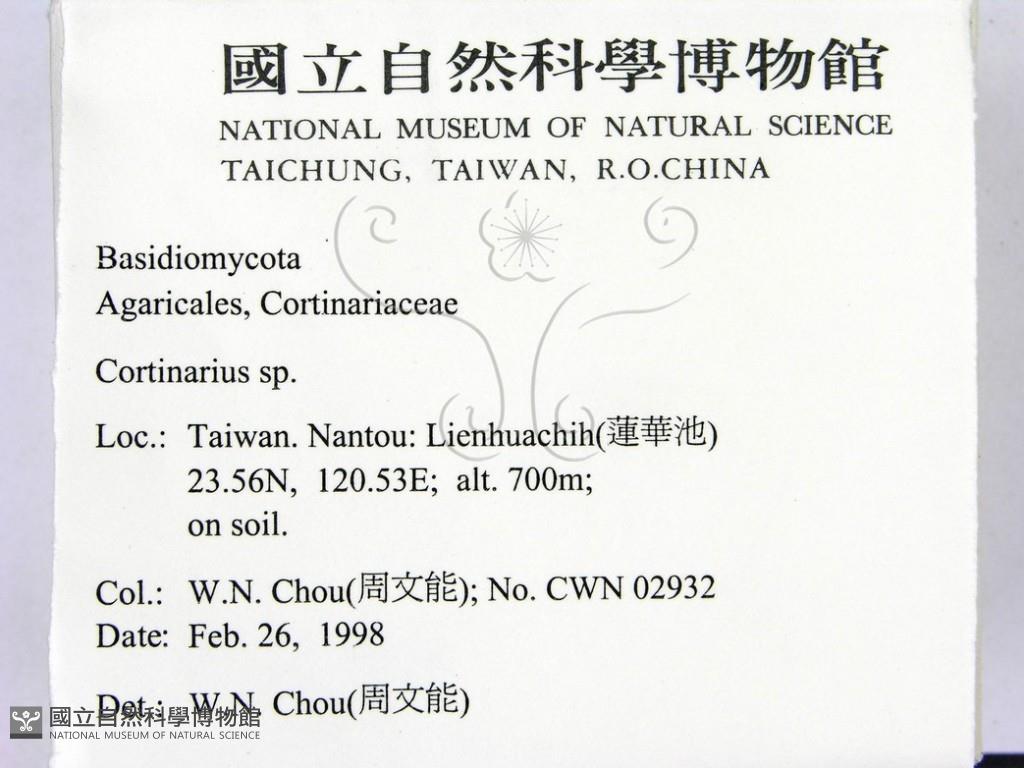 國立自然科學博物館
NATIONAL MUSEUM OF NATURAL SCIENCE
TAICHUNG, TAIWAN, R.O.CHINA
Basidiomycota
Agaricales, Cortinariaceae
Cortinarius sp.
Loc.: Taiwan. Nantou: Lienhuachih(蓮華池)
23.56N, 120.53E; alt. 700m;
on soil.
Col.: W.N. Chou(周文能); No. CWN 02932
Date: Feb. 26, 1998
Det.: W.N. Chou(周文能)
國立自然科學博物館
NATIONAL MUSEUM OF NATURAL SCIENCE